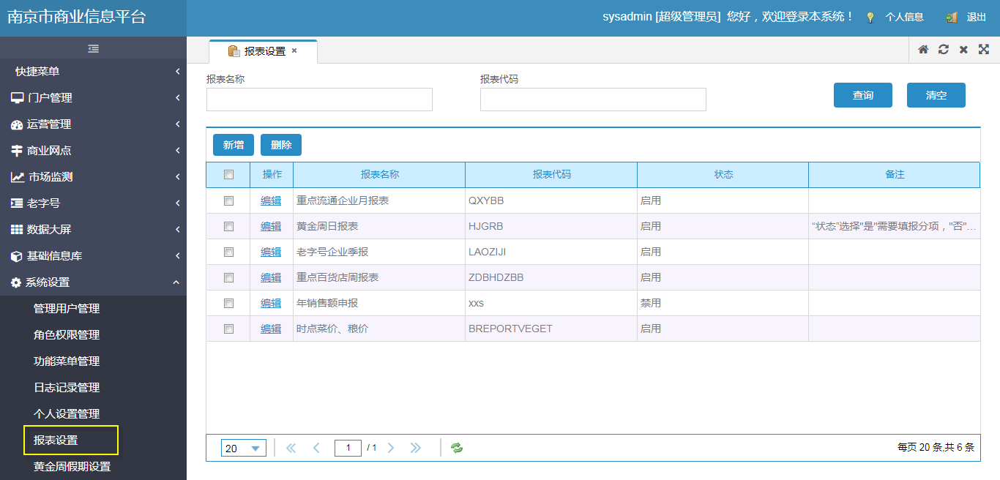 南京市商业信息平台
sysadmin [超级管理员] 您好，欢迎登录本系统！ 个人信息 退出
快捷菜单
门户管理
运营管理
商业网点
市场监测
老字号
数据大屏
基础信息库
系统设置
管理用户管理
角色权限管理
功能菜单管理
日志记录管理
个人设置管理
报表设置
黄金周假期设置
报表设置
报表名称 报表代码
查询 清空
新增 删除
操作 报表名称 报表代码 状态 备注
编辑 重点流通企业月报表 QXYBB 启用
编辑 黄金周日报表 HJGRB 启用 “状态”选择"是"需要填报分项，"否"...
编辑 老字号企业季报 LAOZIJI 启用
编辑 重点百货店周报表 ZDBHDZBB 启用
编辑 年销售额申报 xxs 禁用
编辑 时点菜价、粮价 BREPORTVEGET 启用
20 1 / 1 每页 20 条,共 6 条